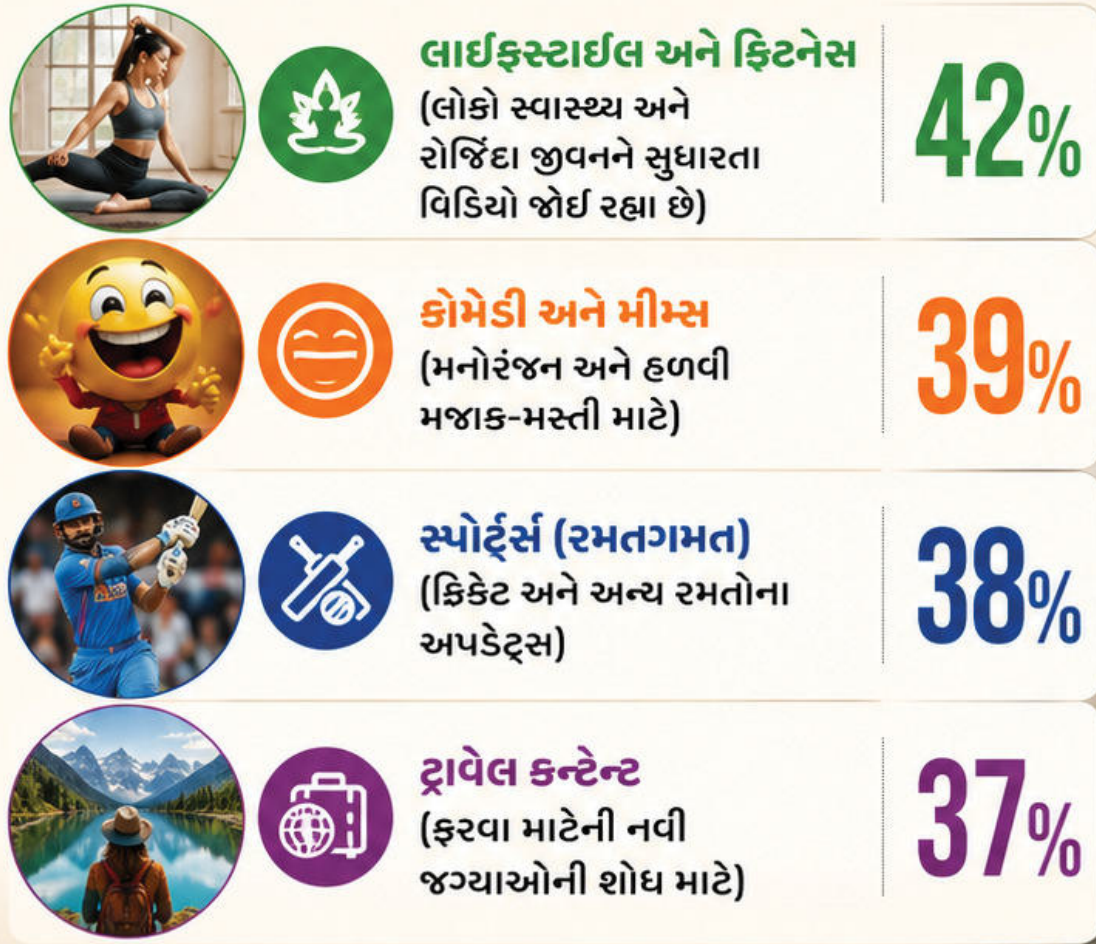 લાઈફસ્ટાઈલ અને ફિટનેસ
(લોકો સ્વાસ્થ્ય અને
રોજિંદા જીવનને સુધારતા
વિડિયો જોઈ રહ્યા છે)
42%
કોમેડી અને મીમ્સ
(મનોરંજન અને હળવી
મજાક-મસ્તી માટે)
39%
સ્પોર્ટ્સ (રમતગમત)
(ક્રિકેટ અને અન્ય રમતોના
અપડેટ્સ)
38%
ટ્રાવેલ કન્ટેન્ટ
(ફરવા માટેની નવી
જગ્યાઓની શોધ માટે)
37%